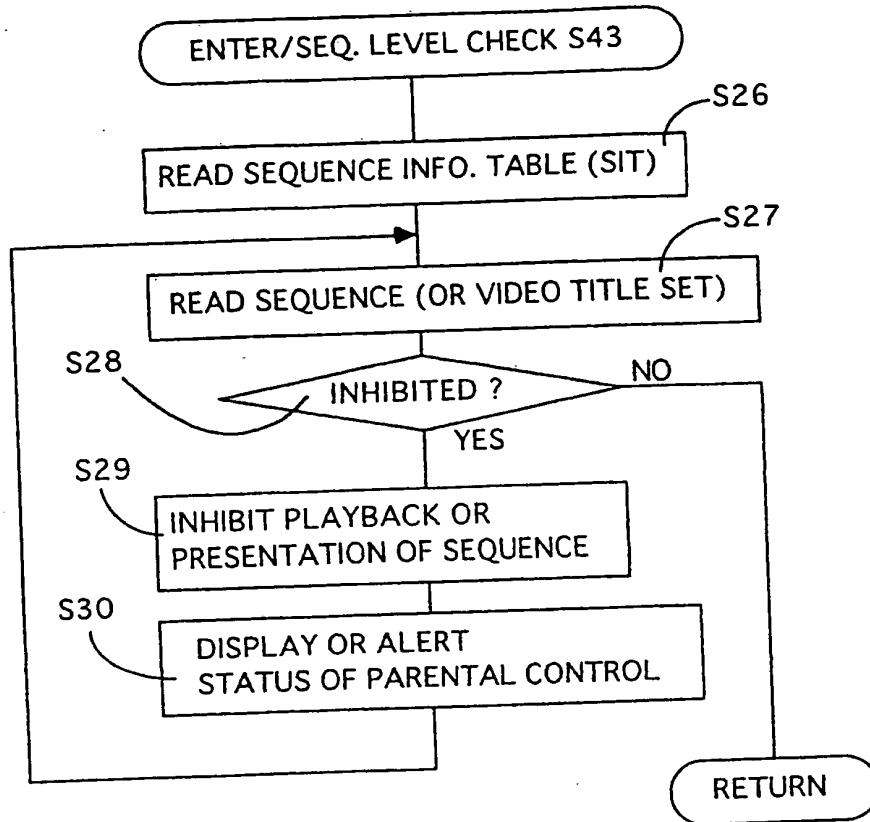 ENTER/SEQ. LEVEL CHECK S43
S26
READ SEQUENCE INFO. TABLE (SIT)
S27
READ SEQUENCE (OR VIDEO TITLE SET)
S28
INHIBITED ?
NO
YES
S29
INHIBIT PLAYBACK OR
PRESENTATION OF SEQUENCE
S30
DISPLAY OR ALERT
STATUS OF PARENTAL CONTROL
RETURN